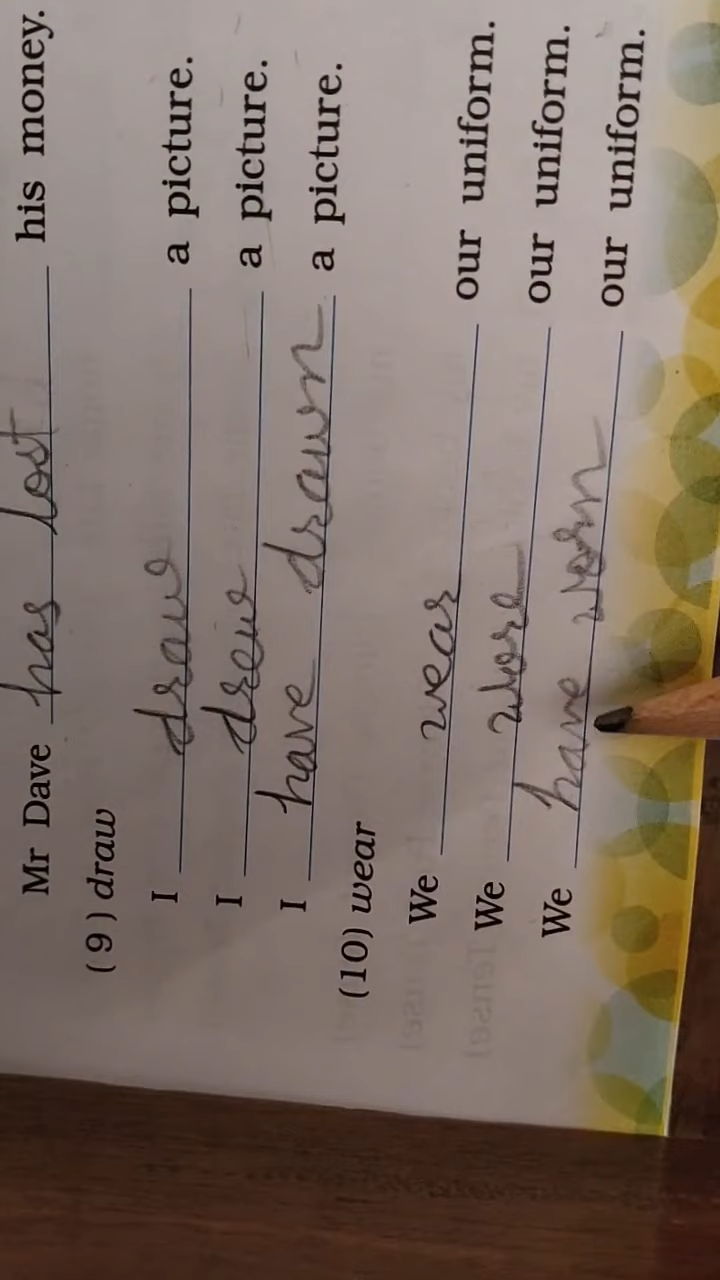 Mr Dave has lost his money.
(9) draw
I draw a picture.
I drew a picture.
I have drawn a picture.
(10) wear
We wear our uniform.
We wore our uniform.
We have worn our uniform.